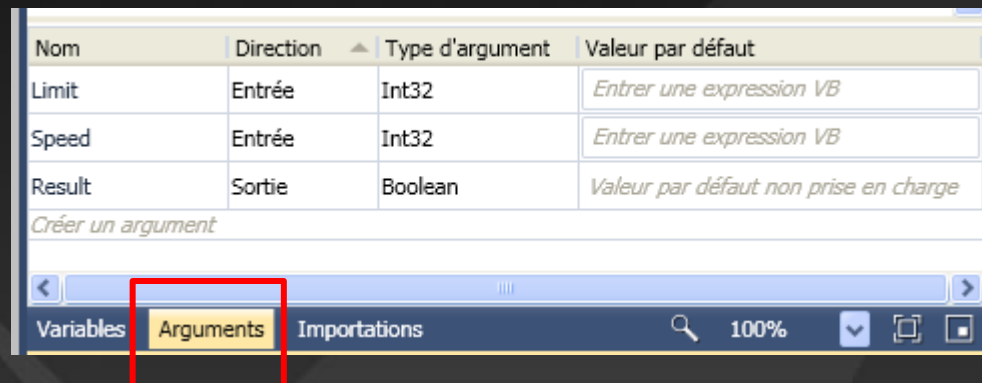 Nom Direction Type d'argument Valeur par défaut
Limit Entrée Int32 Entrer une expression VB
Speed Entrée Int32 Entrer une expression VB
Result Sortie Boolean Valeur par défaut non prise en charge
Créer un argument
Variables Arguments Importations 100%